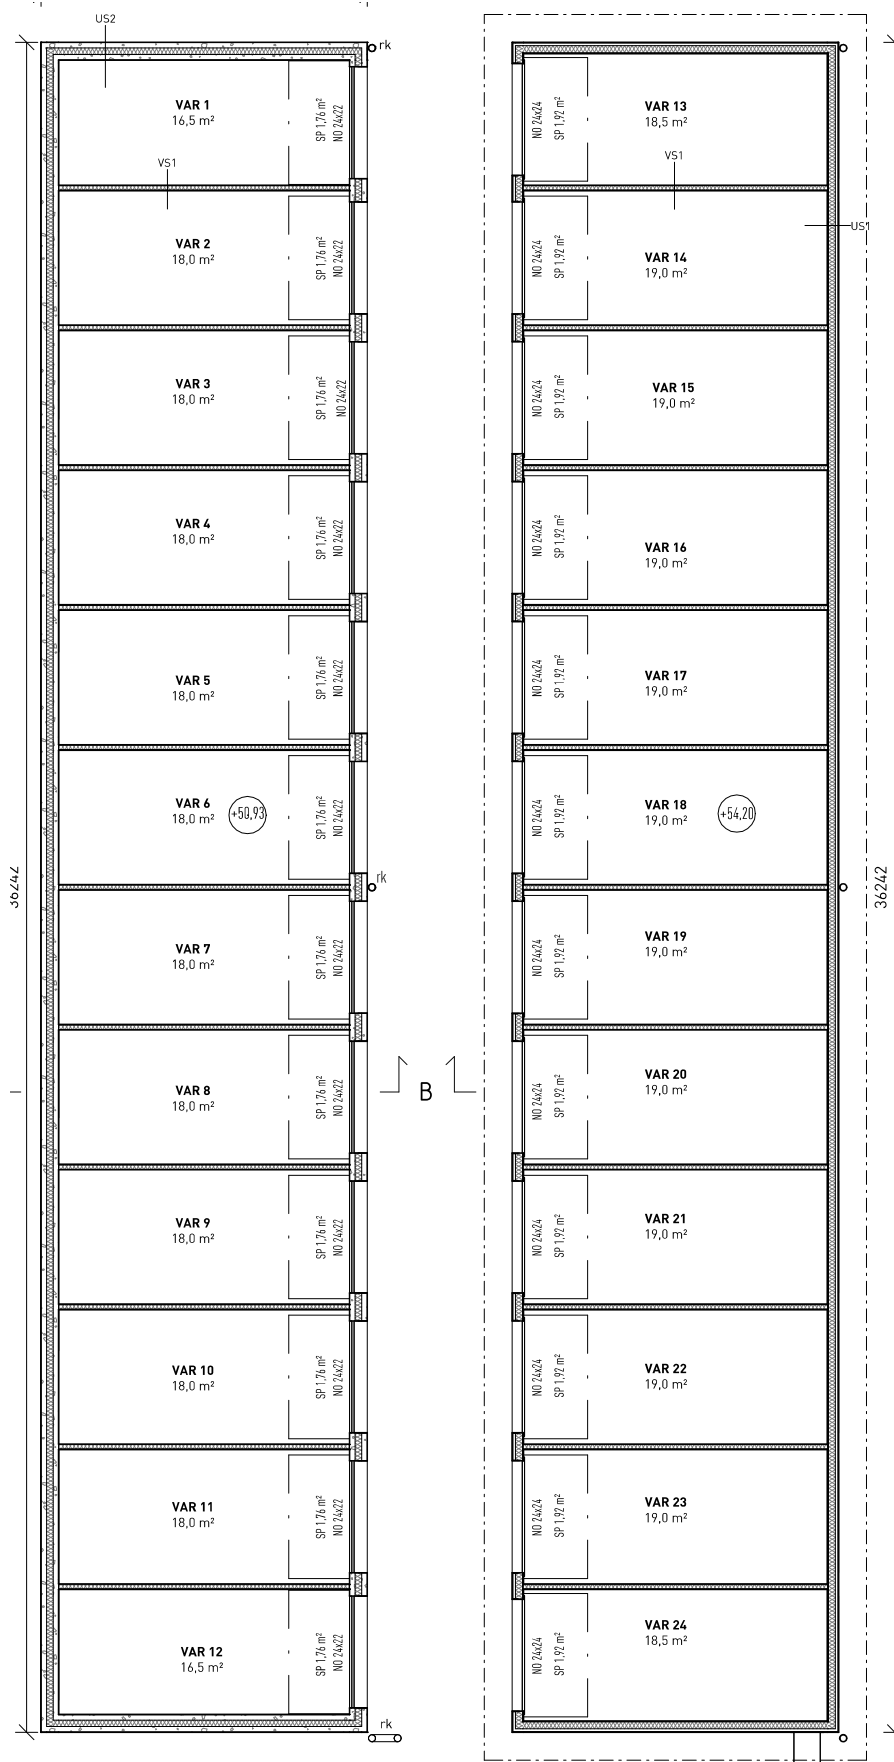 US2
rk
VAR 1
16,5 m²
SP 1,76 m²
NO 24x22
VS1
VAR 2
18,0 m²
SP 1,76 m²
NO 24x22
VAR 3
18,0 m²
SP 1,76 m²
NO 24x22
VAR 4
18,0 m²
SP 1,76 m²
NO 24x22
VAR 5
18,0 m²
SP 1,76 m²
NO 24x22
VAR 6
18,0 m²
+50,93
SP 1,76 m²
NO 24x22
36242
rk
VAR 7
18,0 m²
SP 1,76 m²
NO 24x22
VAR 8
18,0 m²
SP 1,76 m²
NO 24x22
B
VAR 9
18,0 m²
SP 1,76 m²
NO 24x22
VAR 10
18,0 m²
SP 1,76 m²
NO 24x22
VAR 11
18,0 m²
SP 1,76 m²
NO 24x22
VAR 12
16,5 m²
SP 1,76 m²
NO 24x22
rk
NO 24x24
SP 1,92 m²
VAR 13
18,5 m²
VS1
US1
NO 24x24
SP 1,92 m²
VAR 14
19,0 m²
NO 24x24
SP 1,92 m²
VAR 15
19,0 m²
NO 24x24
SP 1,92 m²
VAR 16
19,0 m²
NO 24x24
SP 1,92 m²
VAR 17
19,0 m²
NO 24x24
SP 1,92 m²
VAR 18
19,0 m²
+54,20
36242
NO 24x24
SP 1,92 m²
VAR 19
19,0 m²
NO 24x24
SP 1,92 m²
VAR 20
19,0 m²
NO 24x24
SP 1,92 m²
VAR 21
19,0 m²
NO 24x24
SP 1,92 m²
VAR 22
19,0 m²
NO 24x24
SP 1,92 m²
VAR 23
19,0 m²
NO 24x24
SP 1,92 m²
VAR 24
18,5 m²